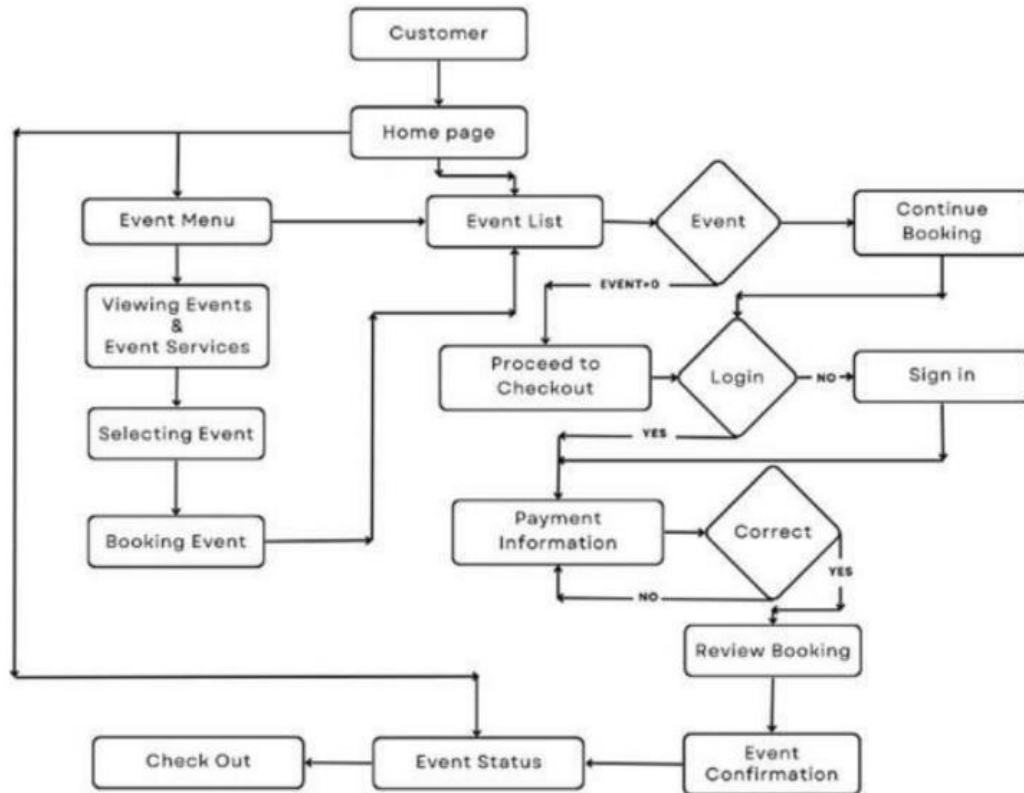 Customer
Home page
Event Menu
Event List
Event
Continue
Booking
Viewing Events
&
Event Services
EVENT>0
Proceed to
Checkout
Login
NO
Sign in
Selecting Event
YES
Booking Event
Payment
Information
Correct
YES
NO
Review Booking
Check Out
Event Status
Event
Confirmation